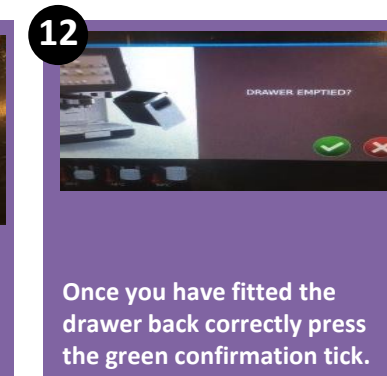 12
DRAWER EMPTIED?
Once you have fitted the
drawer back correctly press
the green confirmation tick.